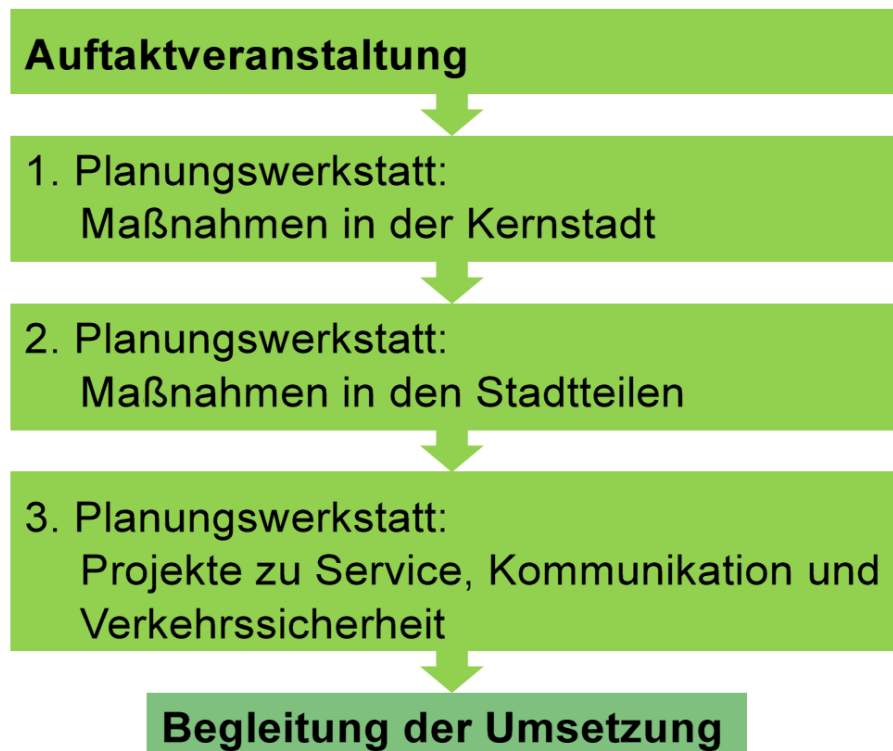 Auftaktveranstaltung
1. Planungswerkstatt:
Maßnahmen in der Kernstadt
2. Planungswerkstatt:
Maßnahmen in den Stadtteilen
3. Planungswerkstatt:
Projekte zu Service, Kommunikation und
Verkehrssicherheit
Begleitung der Umsetzung